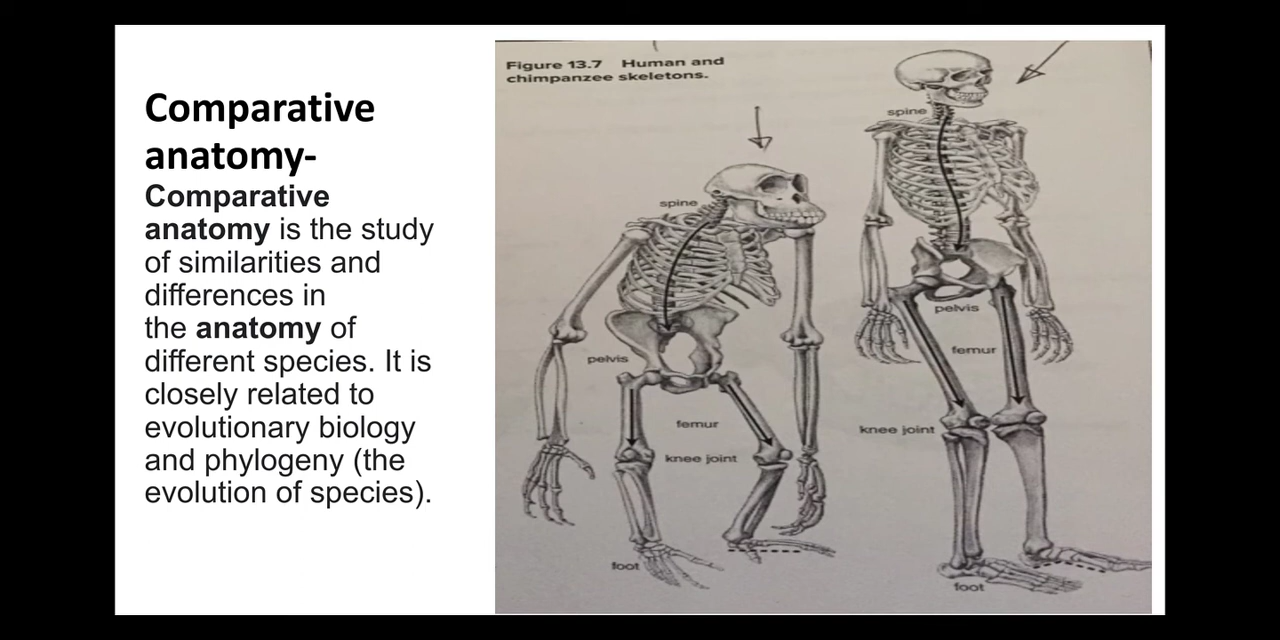 Comparative
anatomy-
Comparative
anatomy is the study
of similarities and
differences in
the anatomy of
different species. It is
closely related to
evolutionary biology
and phylogeny (the
evolution of species).
Figure 13.7 Human and
chimpanzee skeletons.
spine
pelvis
femur
knee joint
foot
spine
pelvis
femur
knee joint
foot